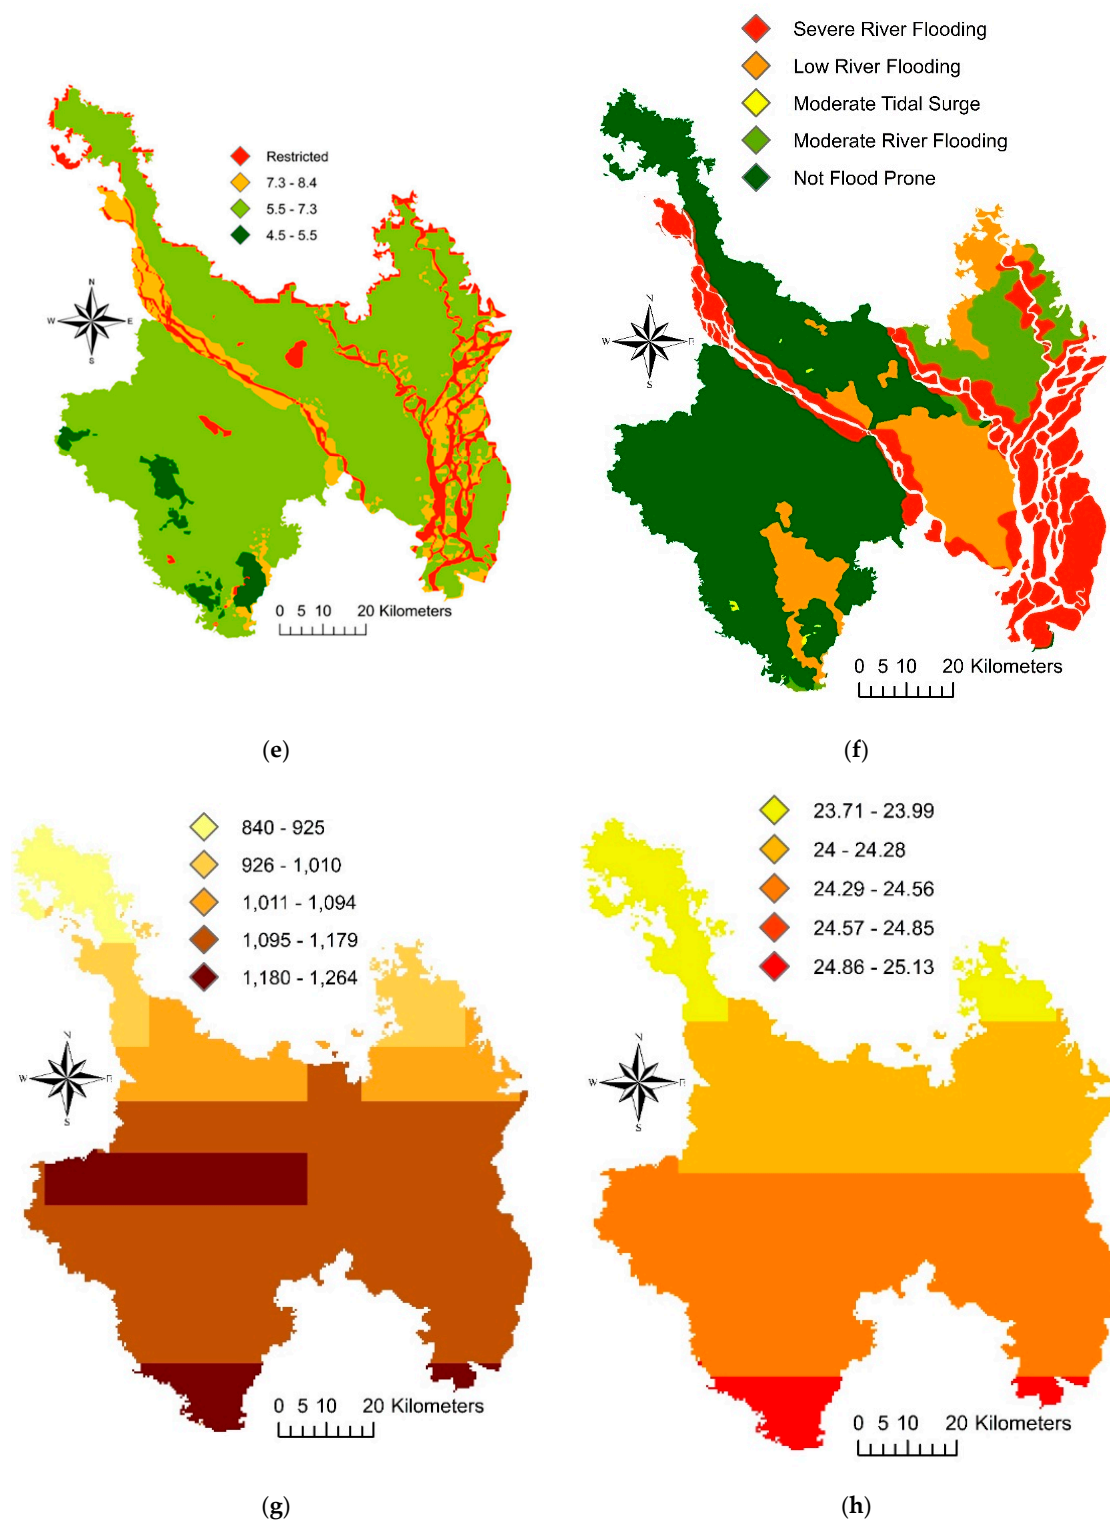 Restricted
7.3 - 8.4
5.5 - 7.3
4.5 - 5.5
N
W E
S
0 5 10 20 Kilometers
(e)
Severe River Flooding
Low River Flooding
Moderate Tidal Surge
Moderate River Flooding
Not Flood Prone
N
W E
S
0 5 10 20 Kilometers
(f)
840 - 925
926 - 1,010
1,011 - 1,094
1,095 - 1,179
1,180 - 1,264
N
W E
S
0 5 10 20 Kilometers
(g)
23.71 - 23.99
24 - 24.28
24.29 - 24.56
24.57 - 24.85
24.86 - 25.13
N
W E
S
0 5 10 20 Kilometers
(h)